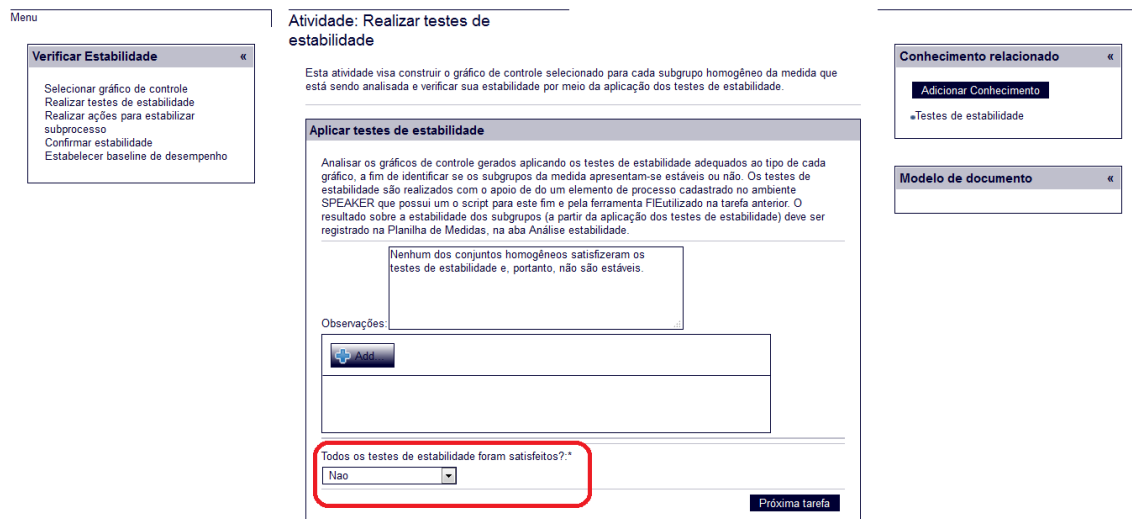 Menu
Verificar Estabilidade «
Selecionar gráfico de controle
Realizar testes de estabilidade
Realizar ações para estabilizar
subprocesso
Confirmar estabilidade
Estabelecer baseline de desempenho
Atividade: Realizar testes de
estabilidade
Esta atividade visa construir o gráfico de controle selecionado para cada subgrupo homogêneo da medida que
está sendo analisada e verificar sua estabilidade por meio da aplicação dos testes de estabilidade.
Aplicar testes de estabilidade
Analisar os gráficos de controle gerados aplicando os testes de estabilidade adequados ao tipo de cada
gráfico, a fim de identificar se os subgrupos da medida apresentam-se estáveis ou não. Os testes de
estabilidade são realizados com o apoio de do um elemento de processo cadastrado no ambiente
SPEAKER que possui um o script para este fim e pela ferramenta FIEutilizado na tarefa anterior. O
resultado sobre a estabilidade dos subgrupos (a partir da aplicação dos testes de estabilidade) deve ser
registrado na Planilha de Medidas, na aba Análise estabilidade.
Nenhum dos conjuntos homogêneos satisfizeram os
testes de estabilidade e, portanto, não são estáveis.
Observações:
Add...
Todos os testes de estabilidade foram satisfeitos?:*
Nao
Próxima tarefa
Conhecimento relacionado «
Adicionar Conhecimento
Testes de estabilidade
Modelo de documento «